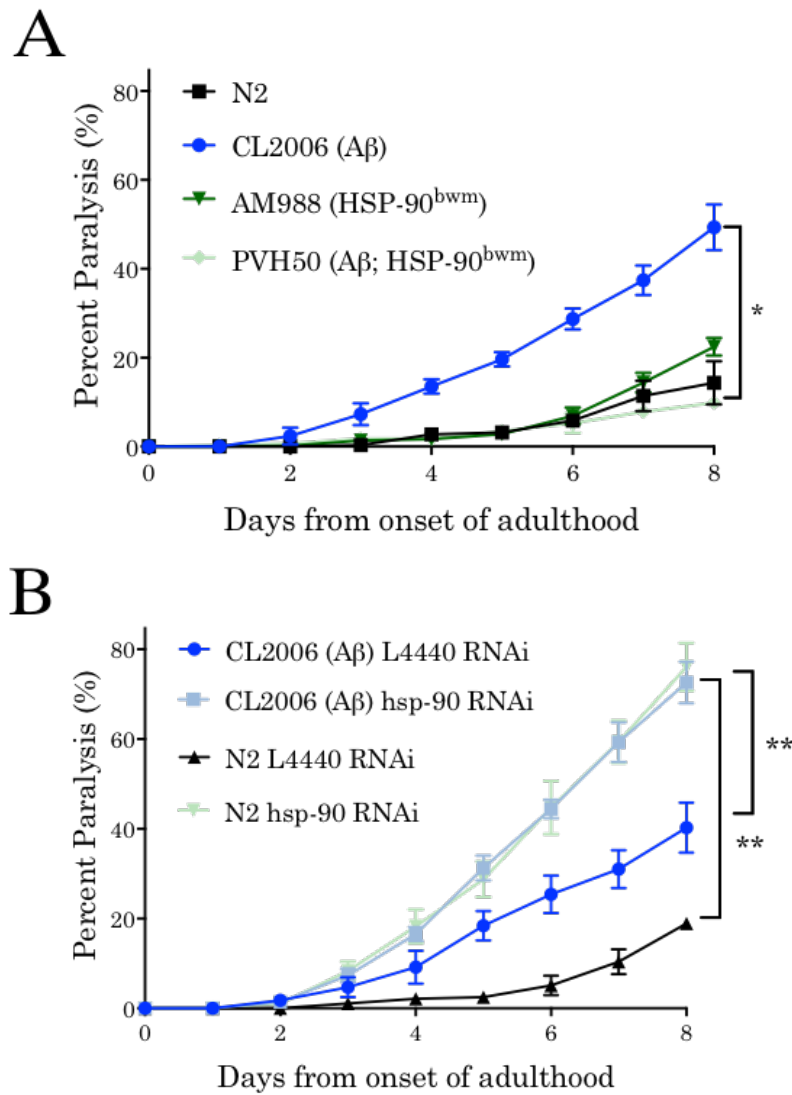 A
Percent Paralysis (%)
80
60
40
20
0
N2
CL2006 (Aβ)
AM988 (HSP-90ᵇʷᵐ)
PVH50 (Aβ; HSP-90ᵇʷᵐ)
*
0 2 4 6 8
Days from onset of adulthood
B
Percent Paralysis (%)
80
60
40
20
0
CL2006 (Aβ) L4440 RNAi
CL2006 (Aβ) hsp-90 RNAi
N2 L4440 RNAi
N2 hsp-90 RNAi
**
**
0 2 4 6 8
Days from onset of adulthood